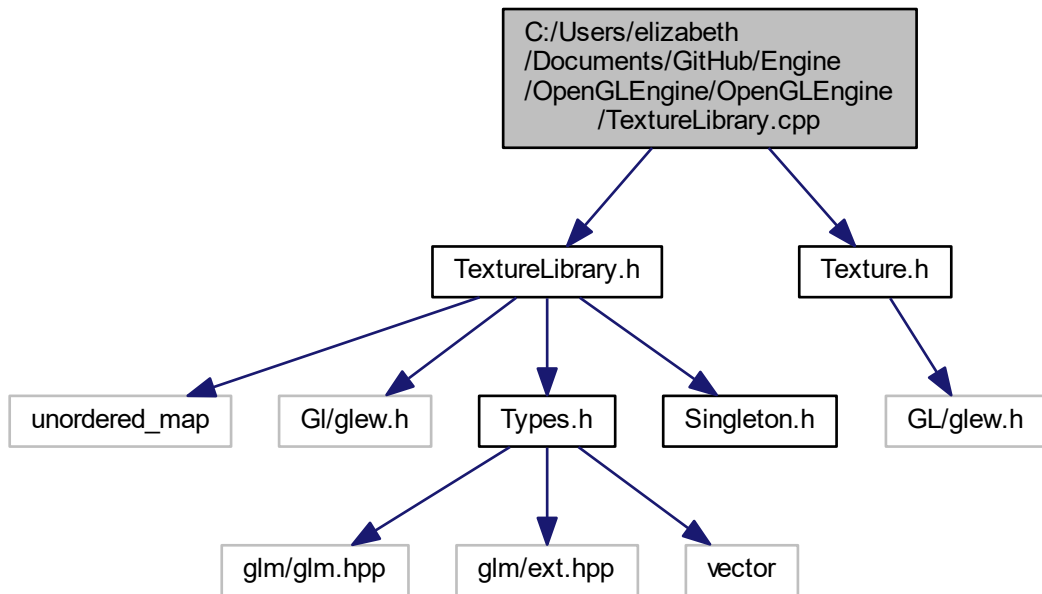 C:/Users/elizabeth
/Documents/GitHub/Engine
/OpenGLEngine/OpenGLEngine
/TextureLibrary.cpp
TextureLibrary.h
Texture.h
unordered_map
Gl/glew.h
Types.h
Singleton.h
GL/glew.h
glm/glm.hpp
glm/ext.hpp
vector